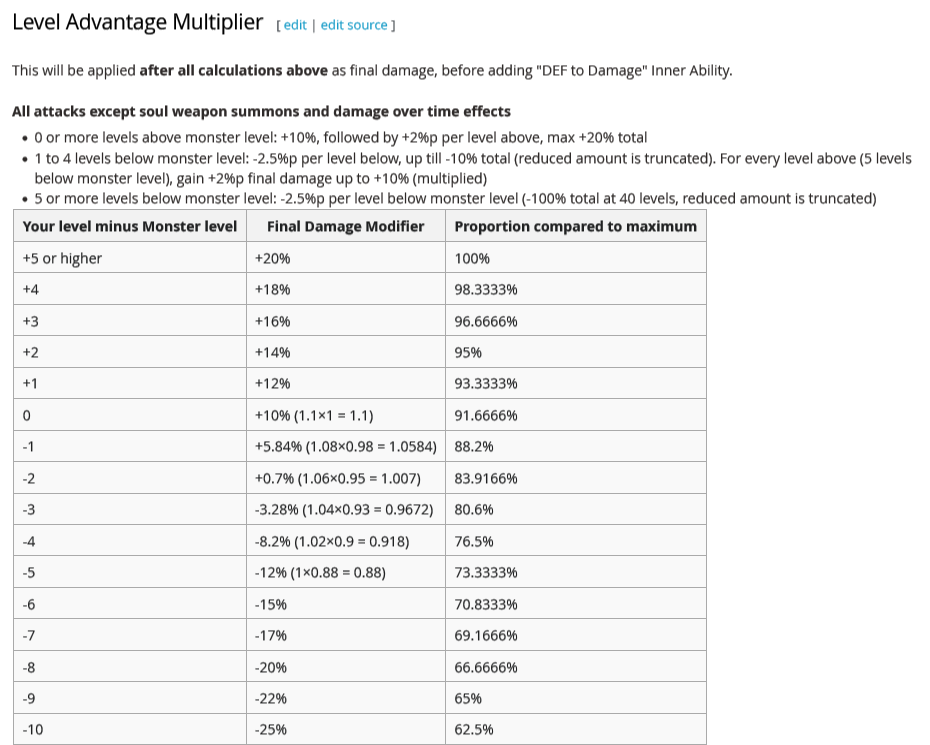 Level Advantage Multiplier [ edit | edit source ]
This will be applied after all calculations above as final damage, before adding "DEF to Damage" Inner Ability.
All attacks except soul weapon summons and damage over time effects
• 0 or more levels above monster level: +10%, followed by +2%p per level above, max +20% total
• 1 to 4 levels below monster level: -2.5%p per level below, up till -10% total (reduced amount is truncated). For every level above (5 levels
below monster level), gain +2%p final damage up to +10% (multiplied)
• 5 or more levels below monster level: -2.5%p per level below monster level (-100% total at 40 levels, reduced amount is truncated)
Your level minus Monster level Final Damage Modifier Proportion compared to maximum
+5 or higher +20% 100%
+4 +18% 98.3333%
+3 +16% 96.6666%
+2 +14% 95%
+1 +12% 93.3333%
0 +10% (1.1×1 = 1.1) 91.6666%
-1 +5.84% (1.08×0.98 = 1.0584) 88.2%
-2 +0.7% (1.06×0.95 = 1.007) 83.9166%
-3 -3.28% (1.04×0.93 = 0.9672) 80.6%
-4 -8.2% (1.02×0.9 = 0.918) 76.5%
-5 -12% (1×0.88 = 0.88) 73.3333%
-6 -15% 70.8333%
-7 -17% 69.1666%
-8 -20% 66.6666%
-9 -22% 65%
-10 -25% 62.5%